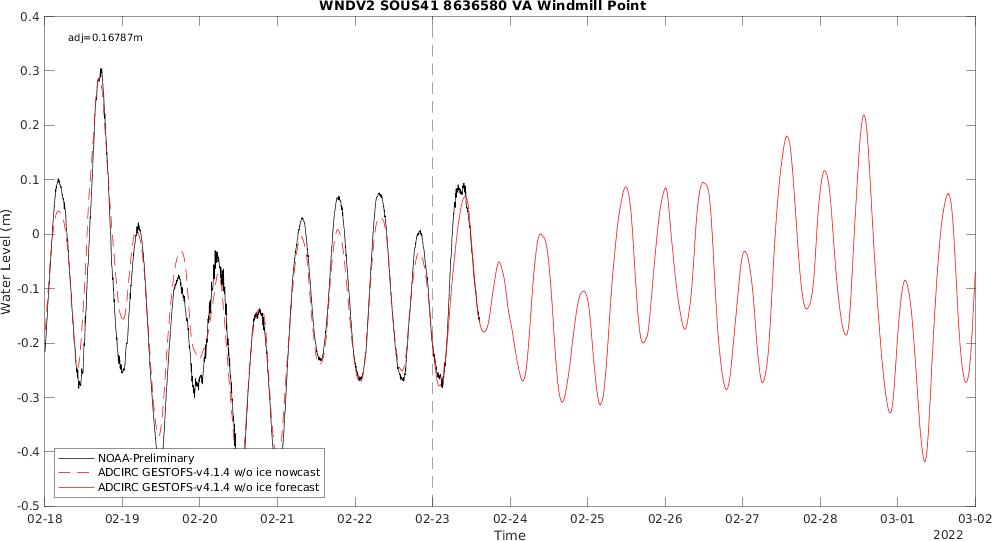 WNDV2 SOUS41 8636580 VA Windmill Point
adj=0.16787m
0.4
0.3
0.2
0.1
0
-0.1
-0.2
-0.3
-0.4
-0.5
Water Level (m)
NOAA-Preliminary
ADCIRC GESTOFS-v4.1.4 w/o ice nowcast
ADCIRC GESTOFS-v4.1.4 w/o ice forecast
02-18 02-19 02-20 02-21 02-22 02-23 02-24 02-25 02-26 02-27 02-28 03-01 03-02
Time
2022